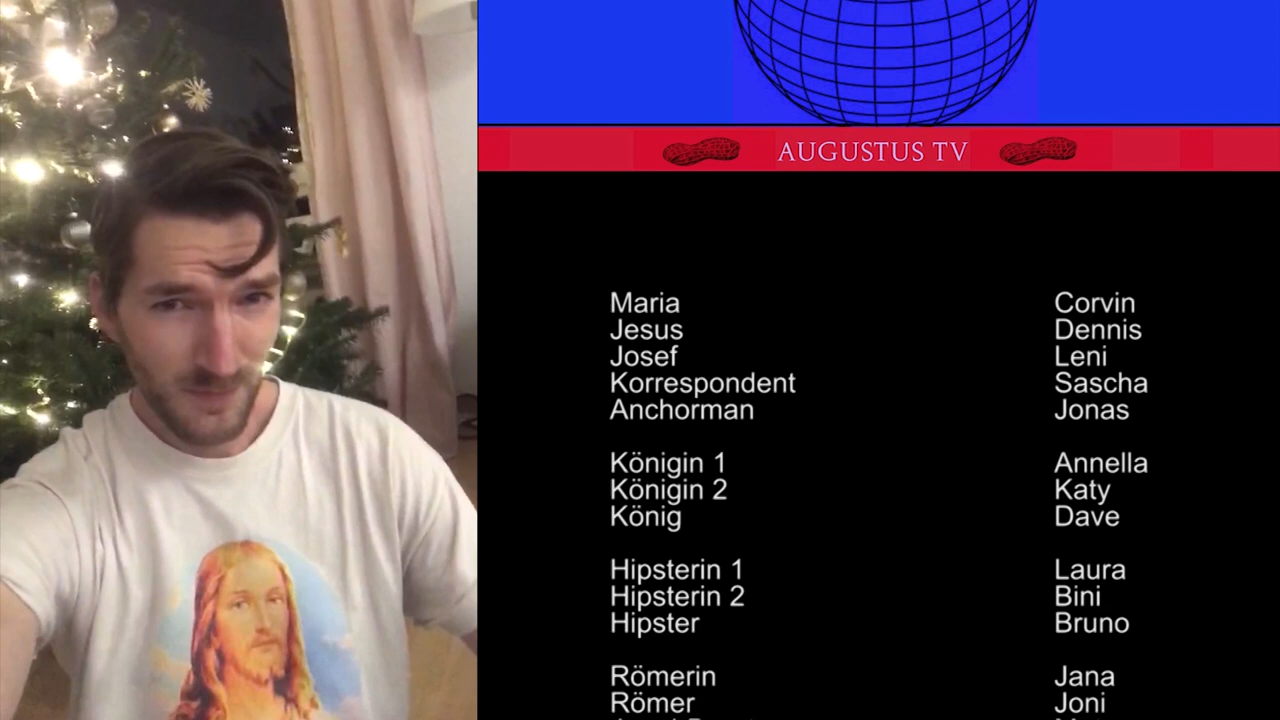 AUGUSTUS TV
Maria Corvin
Jesus Dennis
Josef Leni
Korrespondent Sascha
Anchorman Jonas
Königin 1 Annella
Königin 2 Katy
König Dave
Hipsterin 1 Laura
Hipsterin 2 Bini
Hipster Bruno
Römerin Jana
Römer Joni